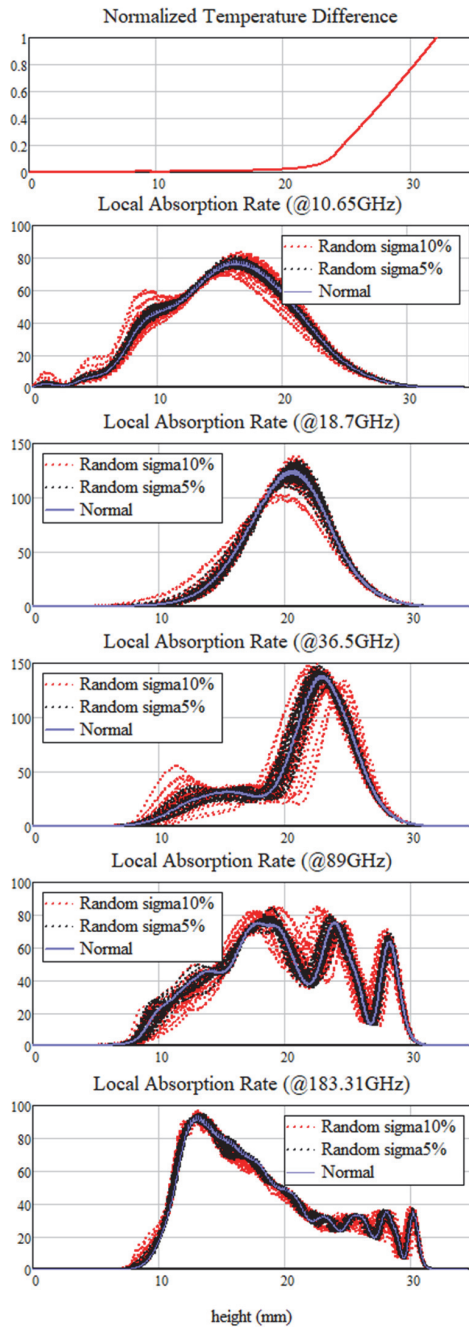 Normalized Temperature Difference
1
0.8
0.6
0.4
0.2
0
0 10 20 30
Local Absorption Rate (@10.65GHz)
100
80
60
40
20
0
Random sigma10%
Random sigma5%
Normal
0 10 20 30
Local Absorption Rate (@18.7GHz)
150
100
50
0
Random sigma10%
Random sigma5%
Normal
0 10 20 30
Local Absorption Rate (@36.5GHz)
150
100
50
0
Random sigma10%
Random sigma5%
Normal
0 10 20 30
Local Absorption Rate (@89GHz)
100
80
60
40
20
0
Random sigma10%
Random sigma5%
Normal
0 10 20 30
Local Absorption Rate (@183.31GHz)
100
80
60
40
20
0
Random sigma10%
Random sigma5%
Normal
0 10 20 30
height (mm)